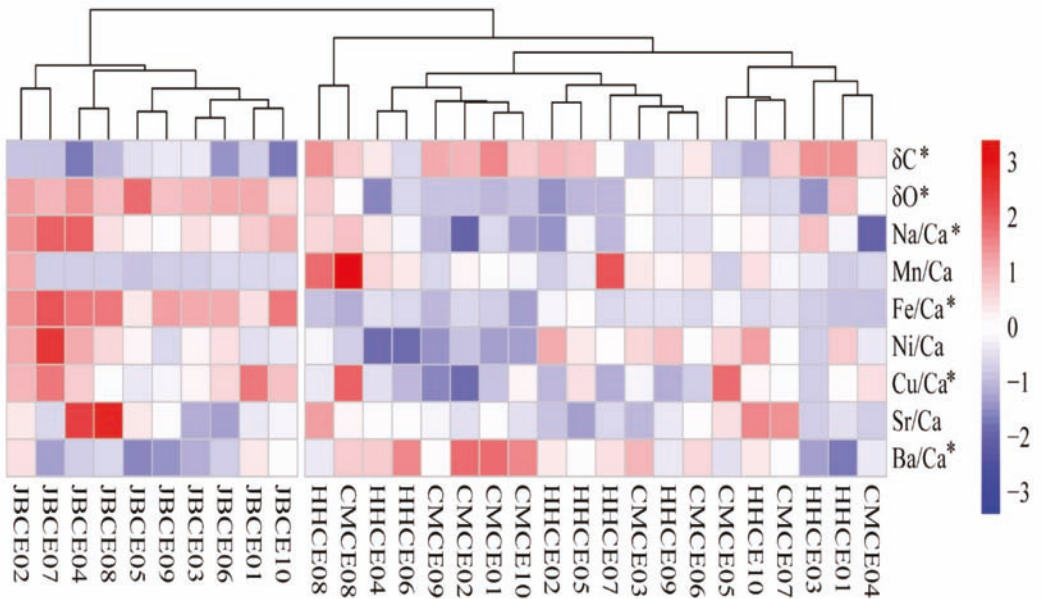 δC*
δO*
Na/Ca*
Mn/Ca
Fe/Ca*
Ni/Ca
Cu/Ca*
Sr/Ca
Ba/Ca*
3
2
1
0
−1
−2
−3
JBCE02
JBCE07
JBCE04
JBCE08
JBCE05
JBCE09
JBCE03
JBCE06
JBCE01
JBCE10
HHCE08
CMCE08
HHCE04
HHCE06
CMCE09
CMCE02
CMCE01
CMCE10
HHCE02
HHCE05
HHCE07
CMCE03
HHCE09
CMCE06
CMCE05
HHCE10
CMCE07
HHCE03
HHCE01
CMCE04